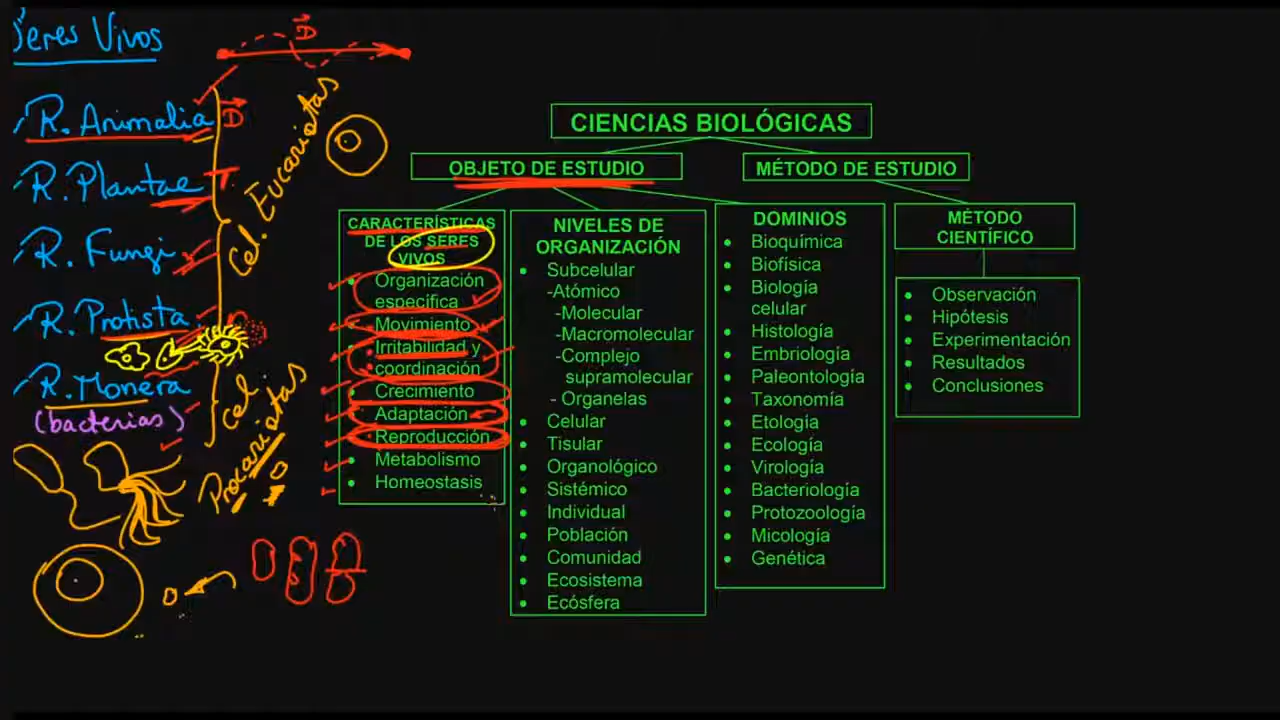 Seres Vivos
D
R. Animalia
D
R. Plantae
R. Fungi
R. Protista
R. Monera
(bacterias)
Cel. Eucariotas
Cel.
Procariotas
CIENCIAS BIOLÓGICAS
OBJETO DE ESTUDIO
MÉTODO DE ESTUDIO
CARACTERÍSTICAS
DE LOS SERES
VIVOS
• Organización
especifica
• Movimiento
• Irritabilidad y
coordinación
• Crecimiento
• Adaptación
• Reproducción
• Metabolismo
• Homeostasis
NIVELES DE
ORGANIZACIÓN
• Subcelular
-Atómico
-Molecular
-Macromolecular
-Complejo
supramolecular
- Organelas
• Celular
• Tisular
• Organológico
• Sistémico
• Individual
• Población
• Comunidad
• Ecosistema
• Ecósfera
DOMINIOS
• Bioquímica
• Biofísica
• Biología
celular
• Histología
• Embriología
• Paleontología
• Taxonomía
• Etología
• Ecología
• Virología
• Bacteriología
• Protozoología
• Micología
• Genética
MÉTODO
CIENTÍFICO
• Observación
• Hipótesis
• Experimentación
• Resultados
• Conclusiones